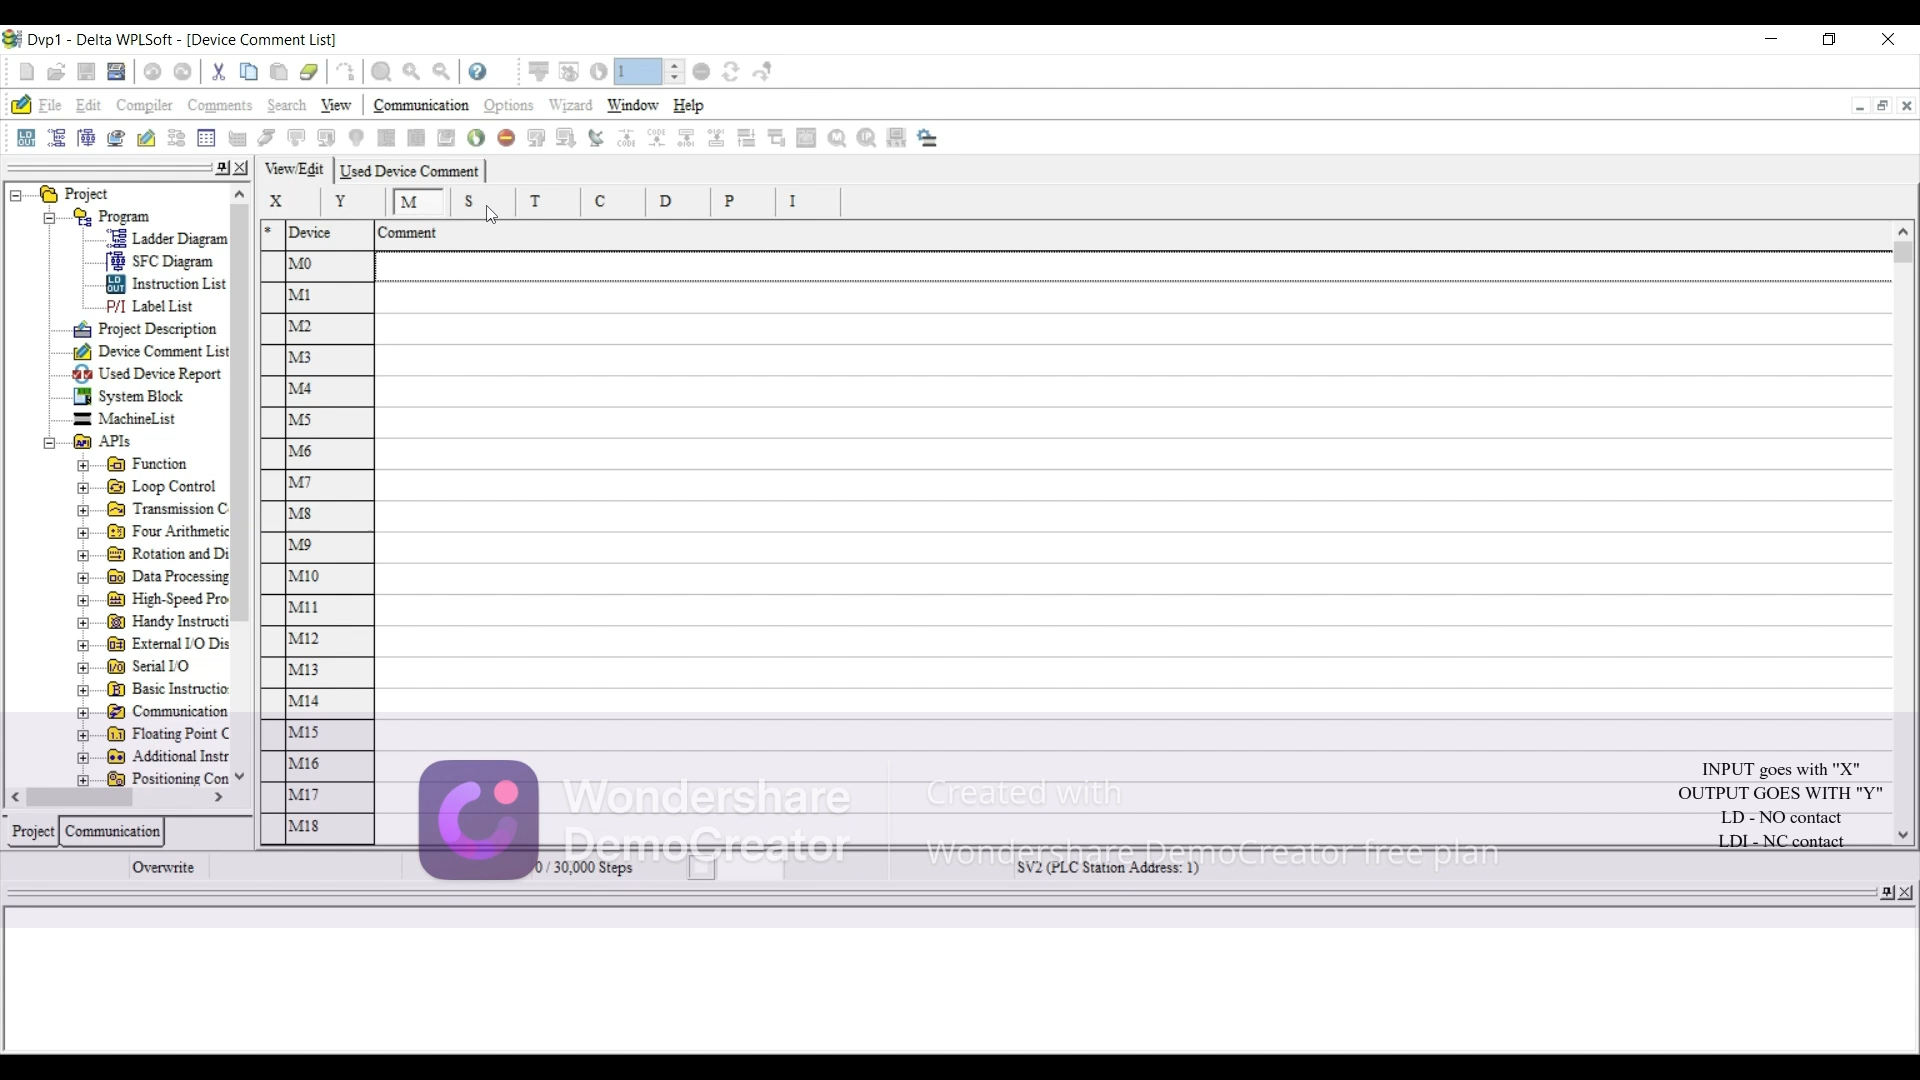 Dvp1 - Delta WPLSoft - [Device Comment List]
1
File Edit Compiler Comments Search View Communication Options Wizard Window Help
View/Edit Used Device Comment
X Y M S T C D P I
* Device Comment
Project
Program
Ladder Diagram
SFC Diagram
Instruction List
P/I Label List
Project Description
Device Comment List
Used Device Report
System Block
MachineList
APIs
Function
Loop Control
Transmission C
Four Arithmetic
Rotation and Di
Data Processing
High-Speed Pro
Handy Instructi
External I/O Dis
Serial I/O
Basic Instructio
Communication
Floating Point C
Additional Instr
Positioning Con
Project Communication
M0
M1
M2
M3
M4
M5
M6
M7
M8
M9
M10
M11
M12
M13
M14
M15
M16
M17
M18
INPUT goes with "X"
OUTPUT GOES WITH "Y"
LD - NO contact
LDI - NC contact
Wondershare
DemoCreator
Created with
Wondershare DemoCreator free plan
Overwrite 0 / 30,000 Steps SV2 (PLC Station Address: 1)